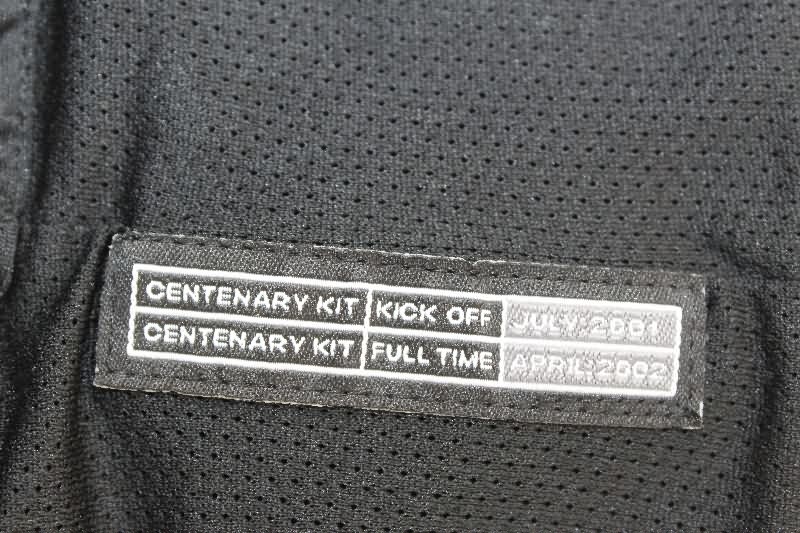 CENTENARY KIT KICK OFF JULY.2001
CENTENARY KIT FULL TIME APRIL.2002